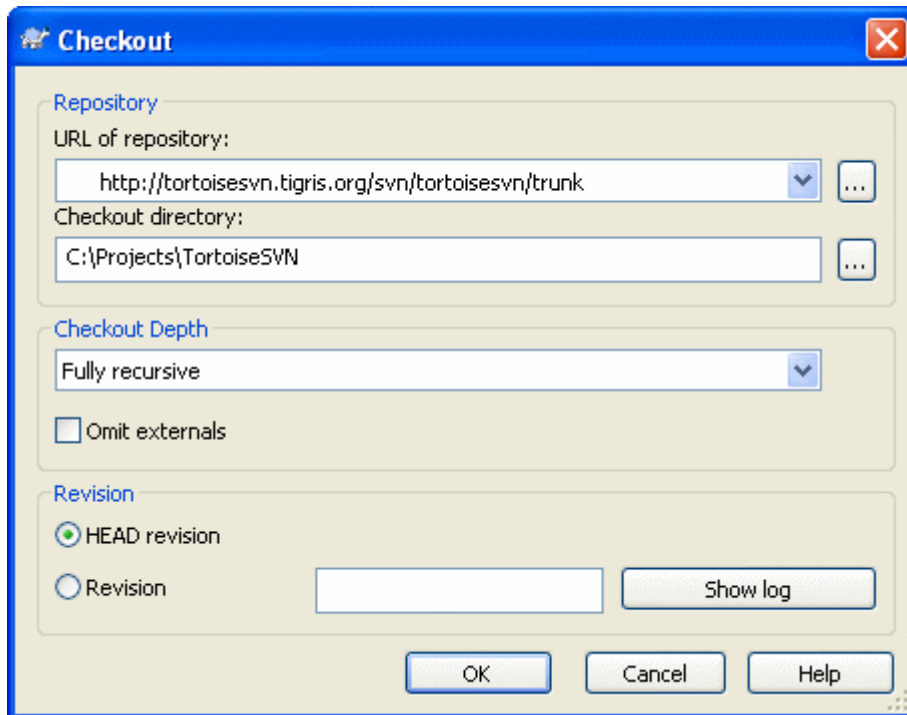 Checkout
Repository
URL of repository:
http://tortoisesvn.tigris.org/svn/tortoisesvn/trunk
...
Checkout directory:
C:\Projects\TortoiseSVN
...
Checkout Depth
Fully recursive
Omit externals
Revision
HEAD revision
Revision
Show log
OK Cancel Help